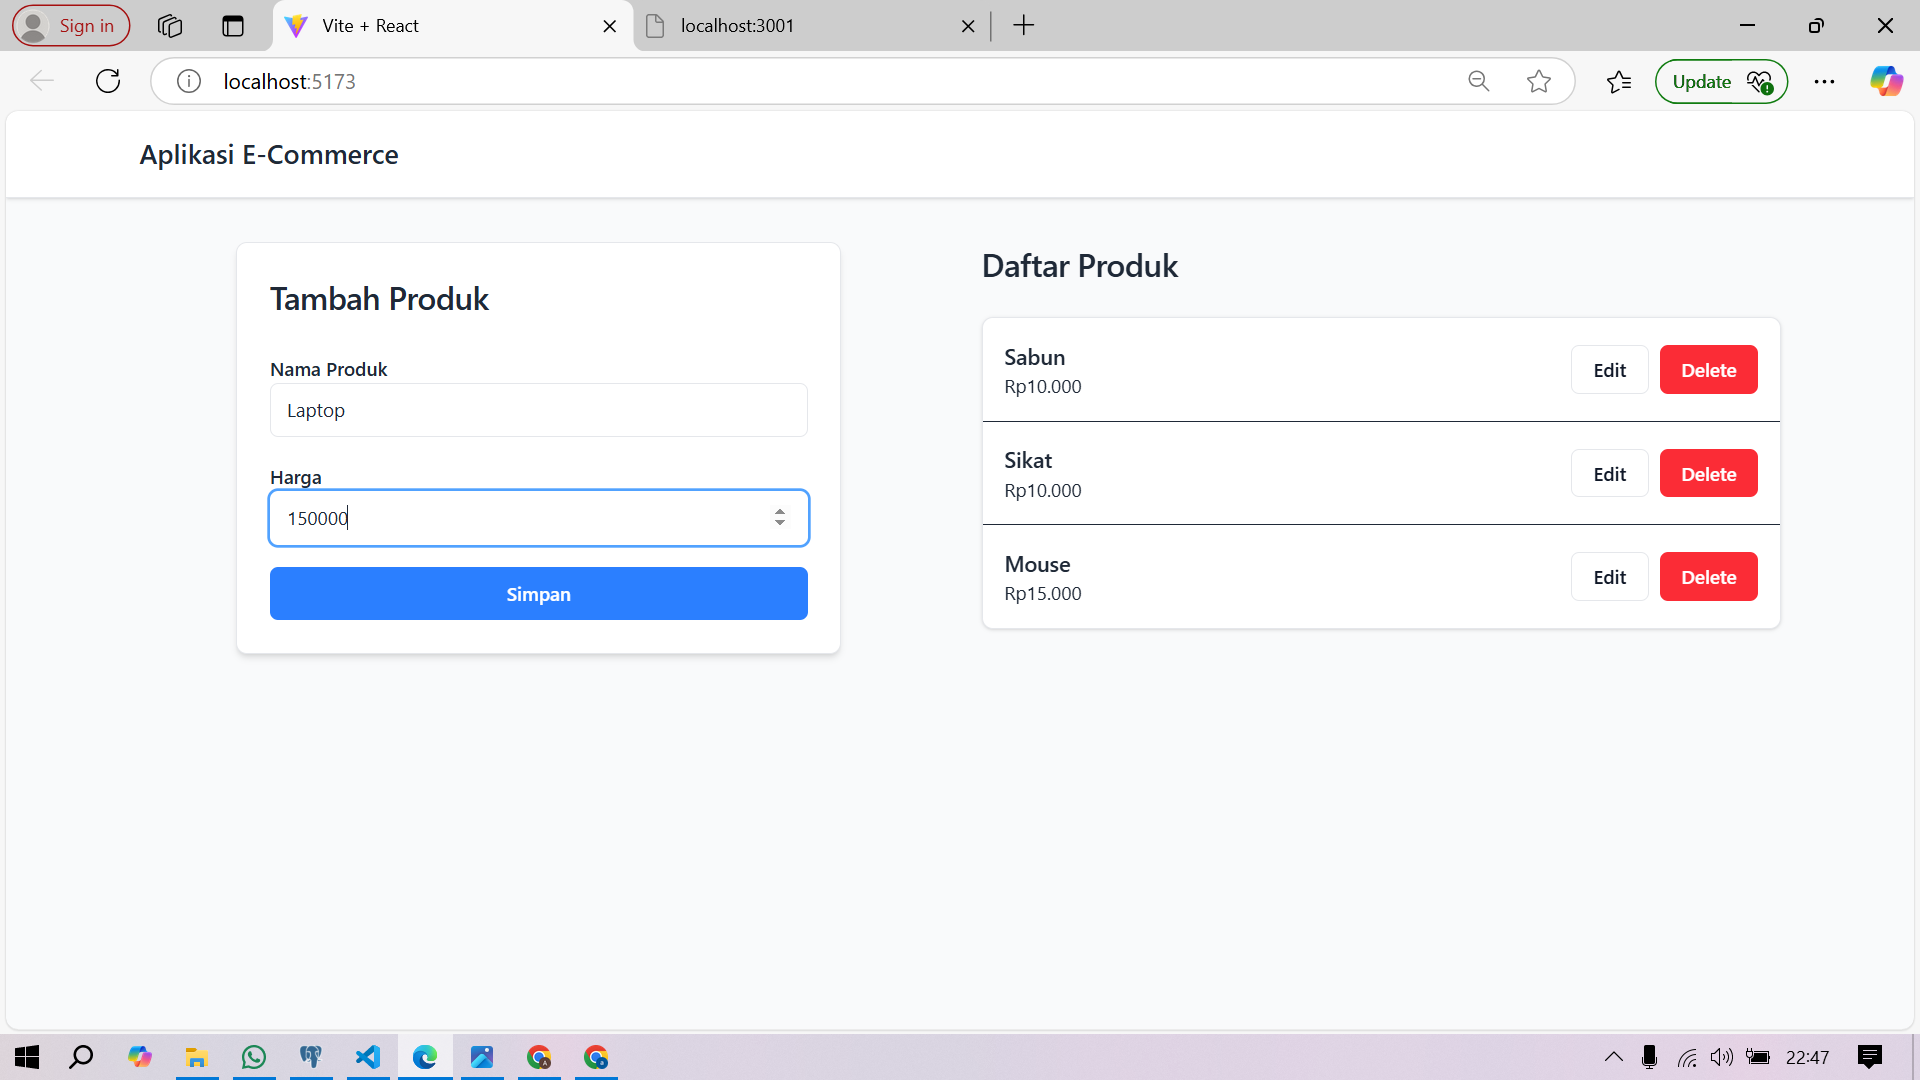 Sign in
Vite + React
localhost:3001
localhost:5173
Update
Aplikasi E-Commerce
Tambah Produk
Nama Produk
Laptop
Harga
150000
Simpan
Daftar Produk
Sabun
Rp10.000
Edit
Delete
Sikat
Rp10.000
Edit
Delete
Mouse
Rp15.000
Edit
Delete
22:47